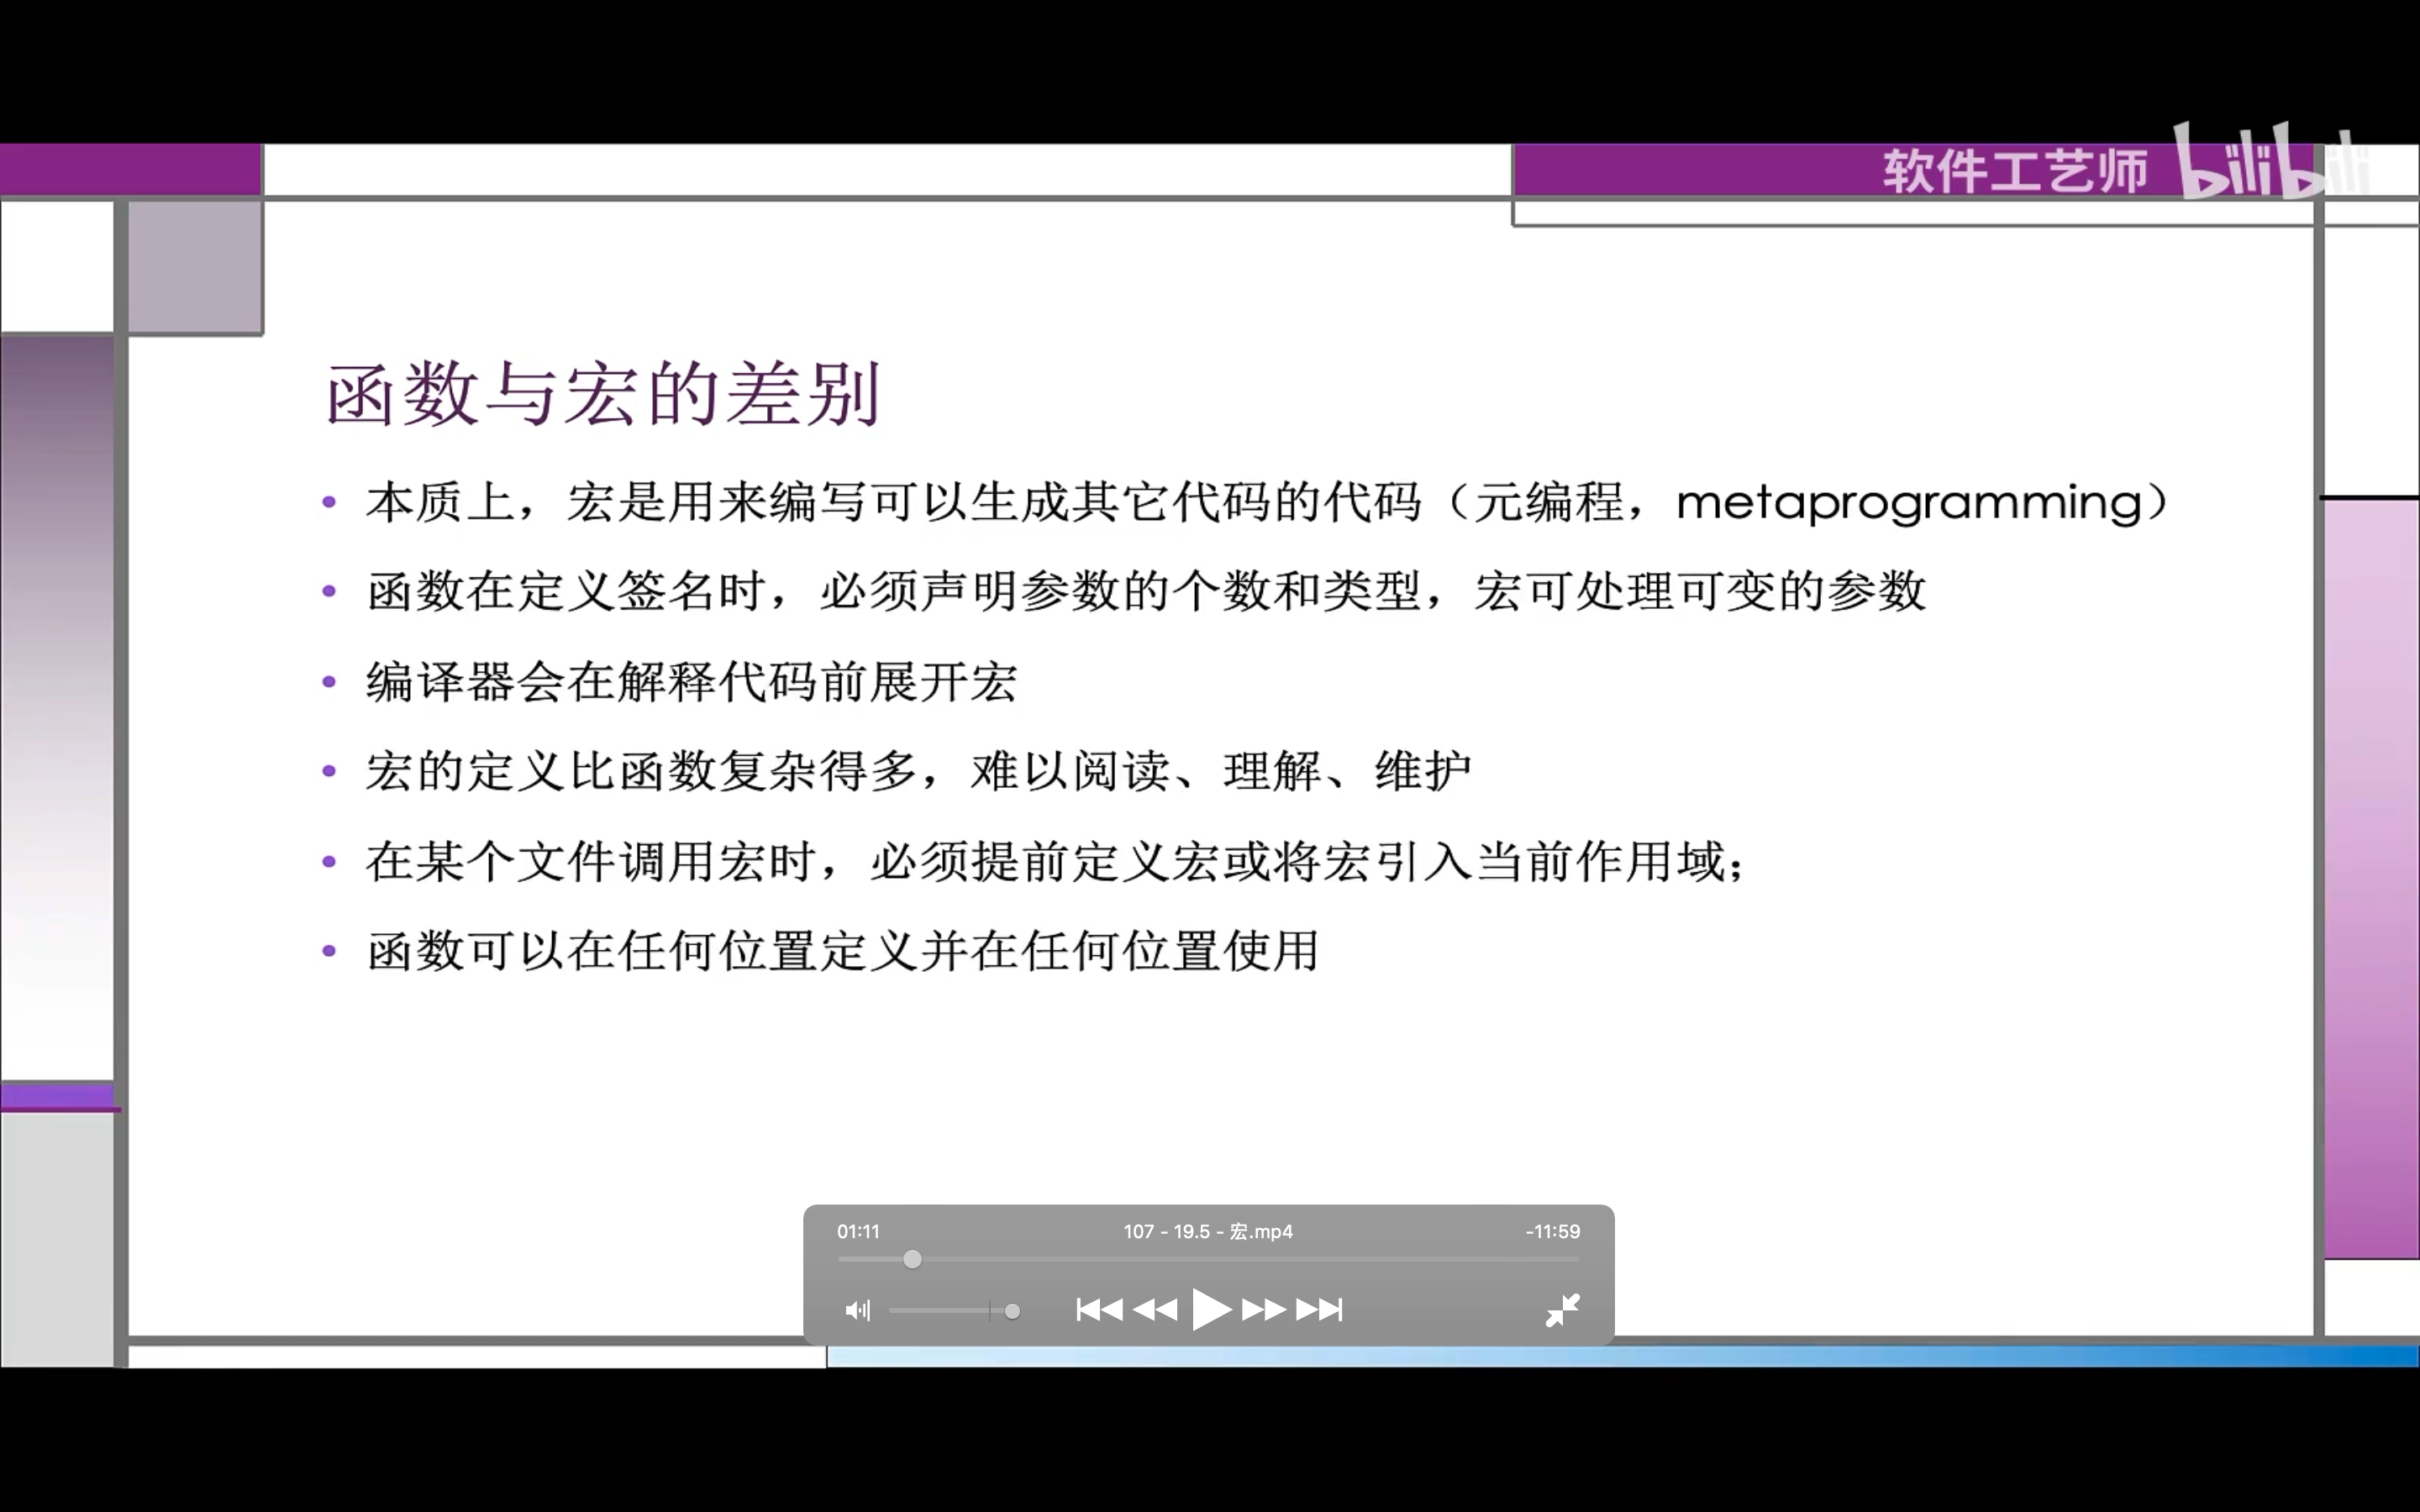 软件工艺师 bilibili
函数与宏的差别
• 本质上，宏是用来编写可以生成其它代码的代码（元编程，metaprogramming）
• 函数在定义签名时，必须声明参数的个数和类型，宏可处理可变的参数
• 编译器会在解释代码前展开宏
• 宏的定义比函数复杂得多，难以阅读、理解、维护
• 在某个文件调用宏时，必须提前定义宏或将宏引入当前作用域；
• 函数可以在任何位置定义并在任何位置使用
01:11 107 - 19.5 - 宏.mp4 -11:59